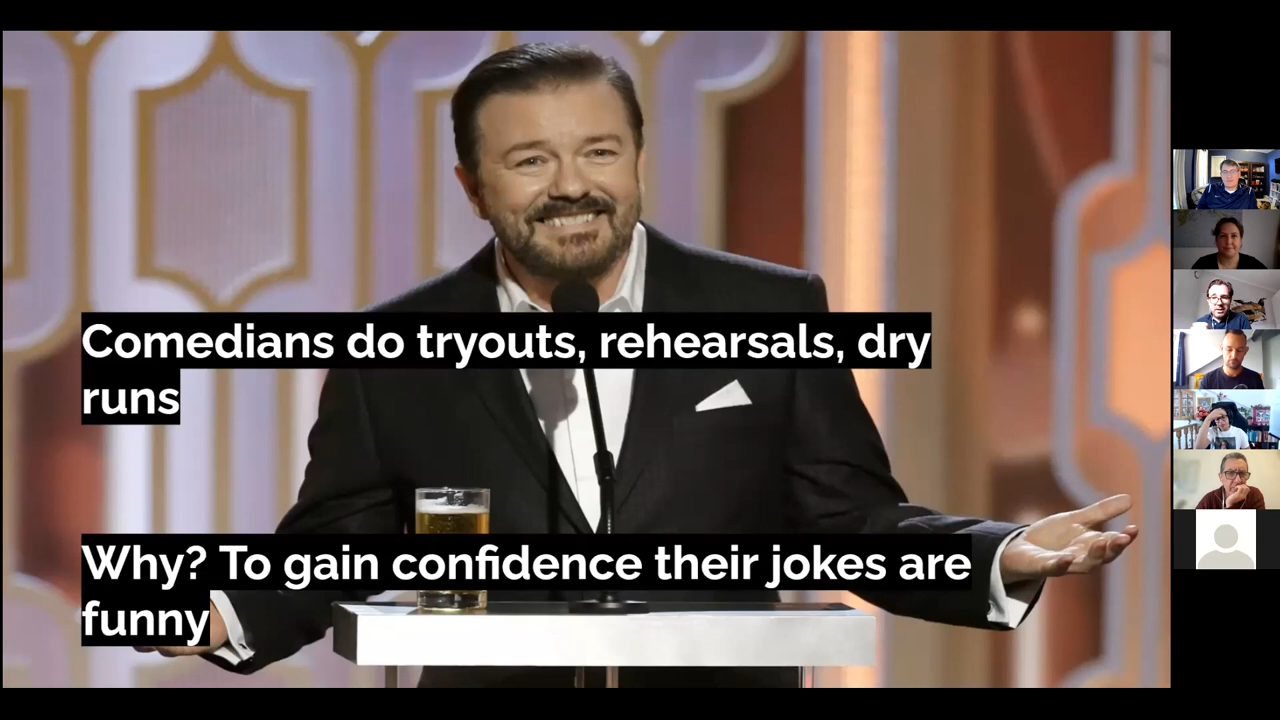 Comedians do tryouts, rehearsals, dry
runs
Why? To gain confidence their jokes are
funny